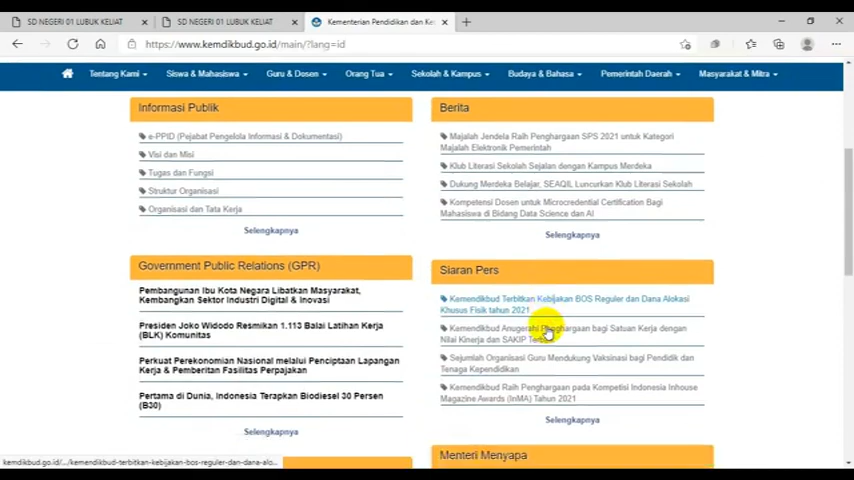 SD NEGERI 01 LUBUK KELIAT
SD NEGERI 01 LUBUK KELIAT
Kementerian Pendidikan dan Ke
https://www.kemdikbud.go.id/main/?lang=id
Tentang Kami
Siswa & Mahasiswa
Guru & Dosen
Orang Tua
Sekolah & Kampus
Budaya & Bahasa
Pemerintah Daerah
Masyarakat & Mitra
Informasi Publik
e-PPID (Pejabat Pengelola Informasi & Dokumentasi)
Visi dan Misi
Tugas dan Fungsi
Struktur Organisasi
Organisasi dan Tata Kerja
Selengkapnya
Berita
Majalah Jendela Raih Penghargaan SPS 2021 untuk Kategori
Majalah Elektronik Pemerintah
Klub Literasi Sekolah Sejalan dengan Kampus Merdeka
Dukung Merdeka Belajar, SEAQIL Luncurkan Klub Literasi Sekolah
Kompetensi Dosen untuk Microcredential Certification Bagi
Mahasiswa di Bidang Data Science dan AI
Selengkapnya
Government Public Relations (GPR)
Pembangunan Ibu Kota Negara Libatkan Masyarakat,
Kembangkan Sektor Industri Digital & Inovasi
Presiden Joko Widodo Resmikan 1.113 Balai Latihan Kerja
(BLK) Komunitas
Perkuat Perekonomian Nasional melalui Penciptaan Lapangan
Kerja & Pemberian Fasilitas Perpajakan
Pertama di Dunia, Indonesia Terapkan Biodiesel 30 Persen
(B30)
Selengkapnya
Siaran Pers
Kemendikbud Terbitkan Kebijakan BOS Reguler dan Dana Alokasi
Khusus Fisik tahun 2021
Kemendikbud Anugerahi Penghargaan bagi Satuan Kerja dengan
Nilai Kinerja dan SAKIP
Sejumlah Organisasi Guru Mendukung Vaksinasi bagi Pendidik dan
Tenaga Kependidikan
Kemendikbud Raih Penghargaan pada Kompetisi Indonesia Inhouse
Magazine Awards (InMA) Tahun 2021
Selengkapnya
Menteri Menyapa
kemdikbud.go.id/.../kemendikbud-terbitkan-kebijakan-bos-reguler-dan-dana-alo...